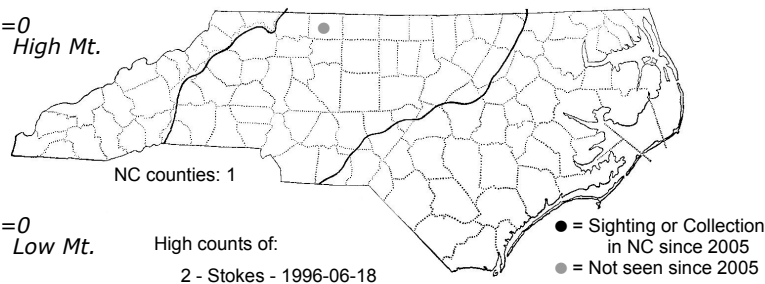 =0
High Mt.
NC counties: 1
=0
Low Mt.
High counts of:
2 - Stokes - 1996-06-18
● = Sighting or Collection
in NC since 2005
● = Not seen since 2005